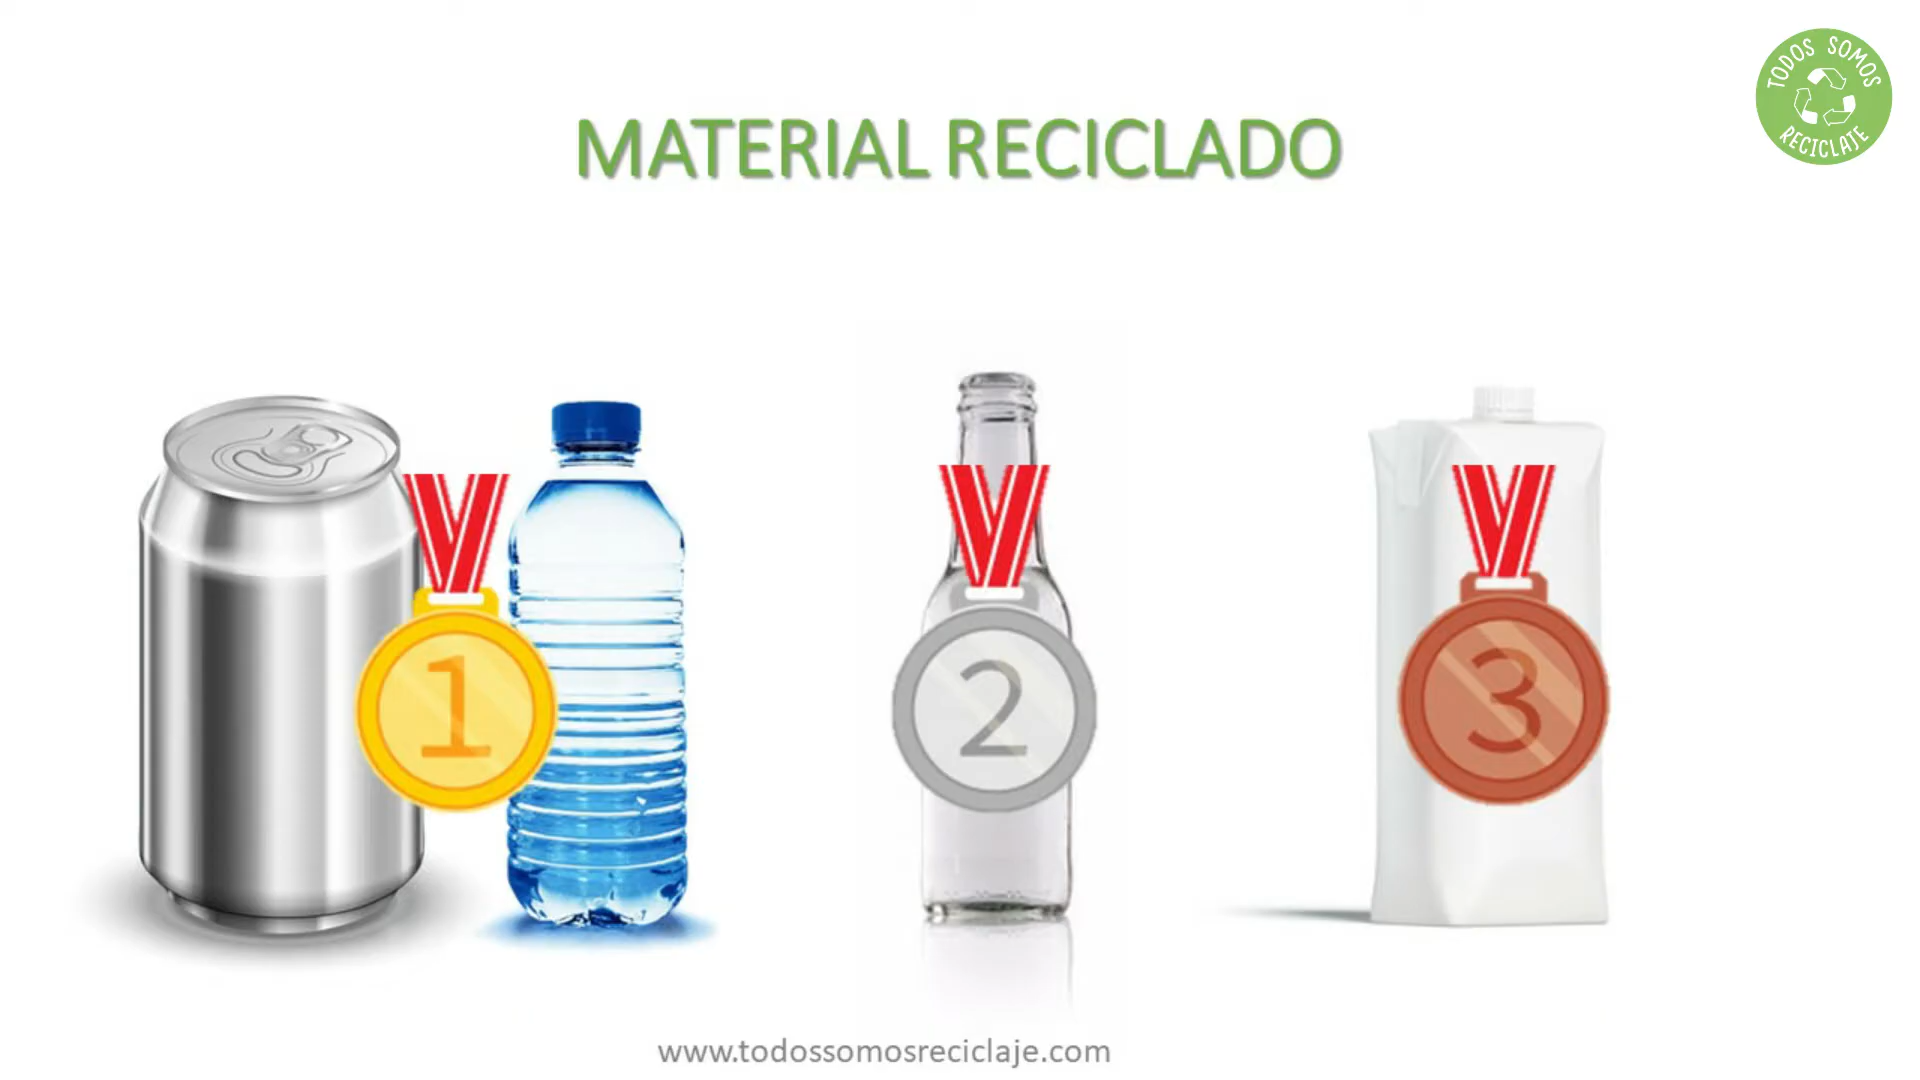 TODOS SOMOS
RECICLAJE
MATERIAL RECICLADO
1
2
3
www.todossomosreciclaje.com